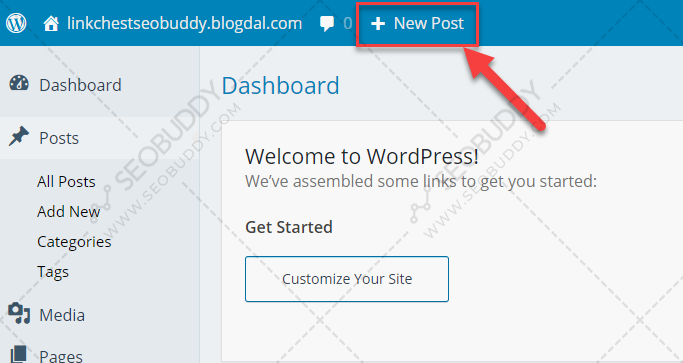 linkchestseobuddy.blogdal.com 0 New Post
Dashboard
Posts
All Posts
Add New
Categories
Tags
Media
Pages
Dashboard
Welcome to WordPress!
We've assembled some links to get you started:
Get Started
Customize Your Site
SEOBUDDY
WWW.SEOBUDDY.COM
SEOBUDDY
WWW.SEOBUDDY.COM